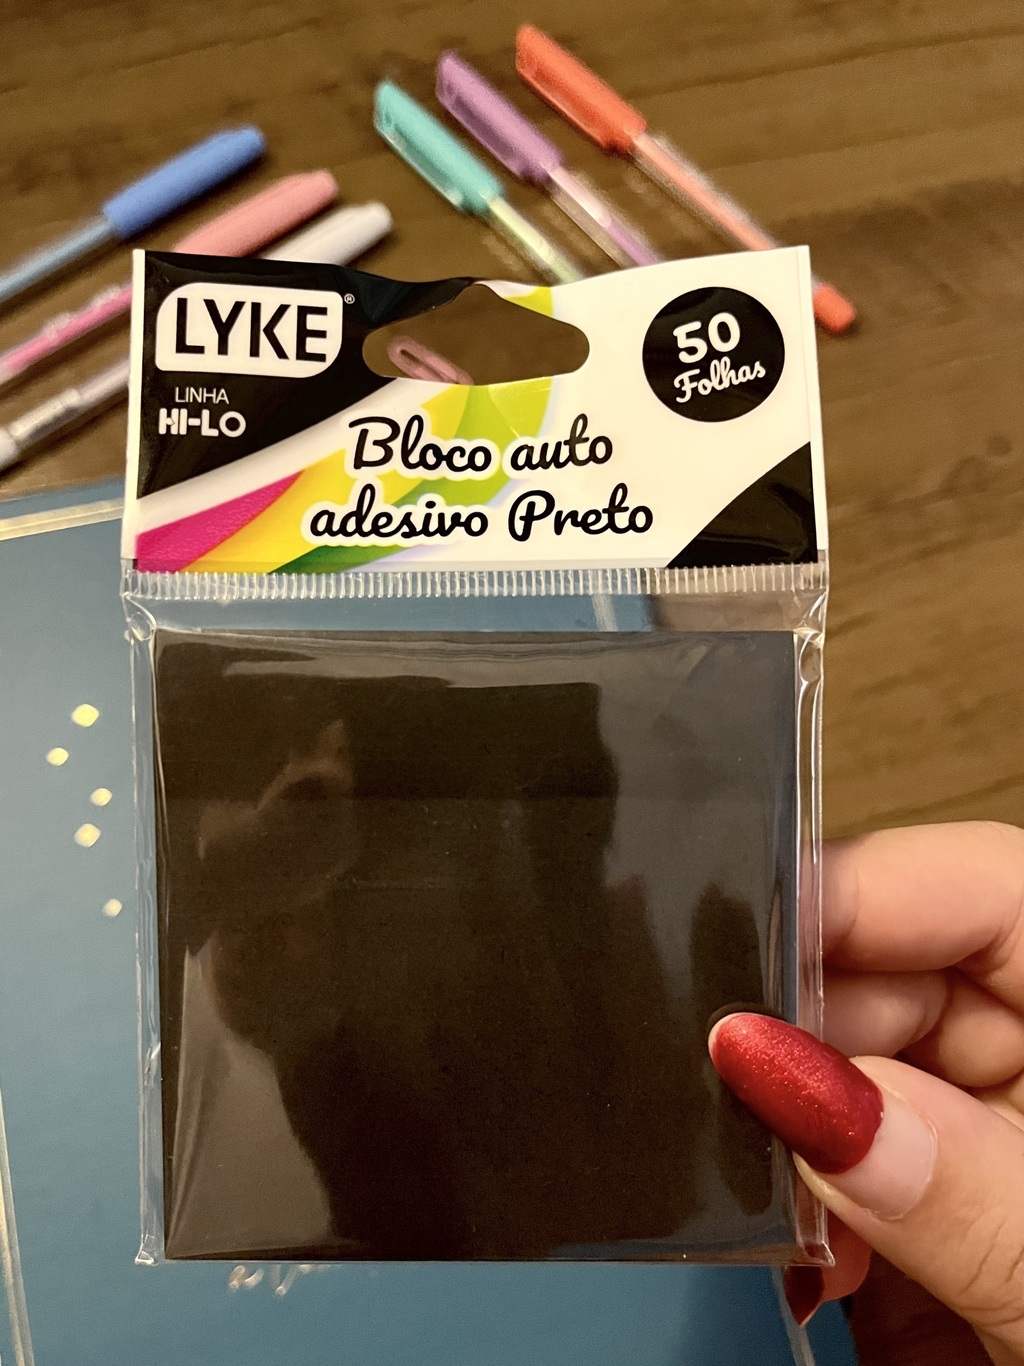 LYKE®
LINHA
HI-LO
50
Folhas
Bloco auto
adesivo Preto